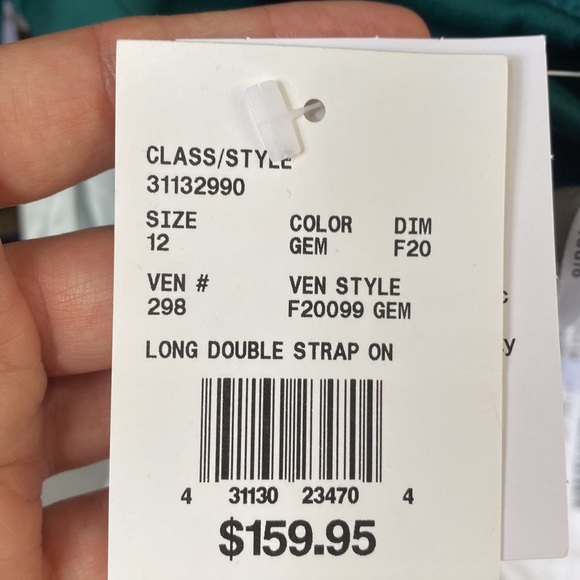 CLASS/STYLE
31132990
SIZE COLOR DIM
12 GEM F20
VEN # VEN STYLE
298 F20099 GEM
LONG DOUBLE STRAP ON
4 31130 23470 4
$159.95